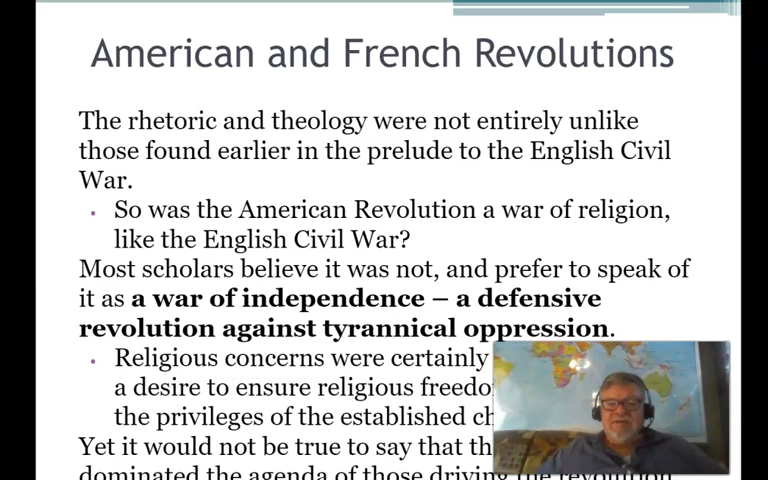 American and French Revolutions
The rhetoric and theology were not entirely unlike
those found earlier in the prelude to the English Civil
War.
• So was the American Revolution a war of religion,
like the English Civil War?
Most scholars believe it was not, and prefer to speak of
it as a war of independence – a defensive
revolution against tyrannical oppression.
• Religious concerns were certainly
a desire to ensure religious
the privileges of the established
Yet it would not be true to say that
dominated the agenda of those driving the revolution